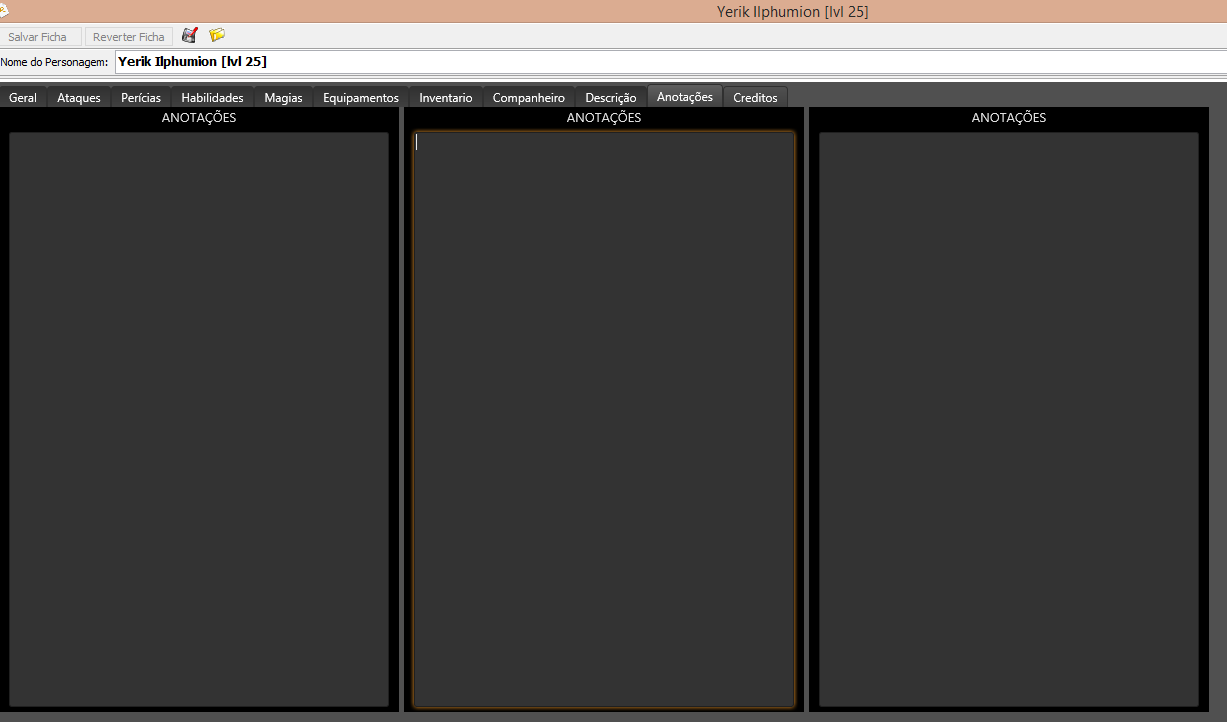 Yerik Ilphumion [lvl 25]
Salvar Ficha Reverter Ficha
Nome do Personagem: Yerik Ilphumion [lvl 25]
Geral Ataques Perícias Habilidades Magias Equipamentos Inventario Companheiro Descrição Anotações Creditos
ANOTAÇÕES ANOTAÇÕES ANOTAÇÕES